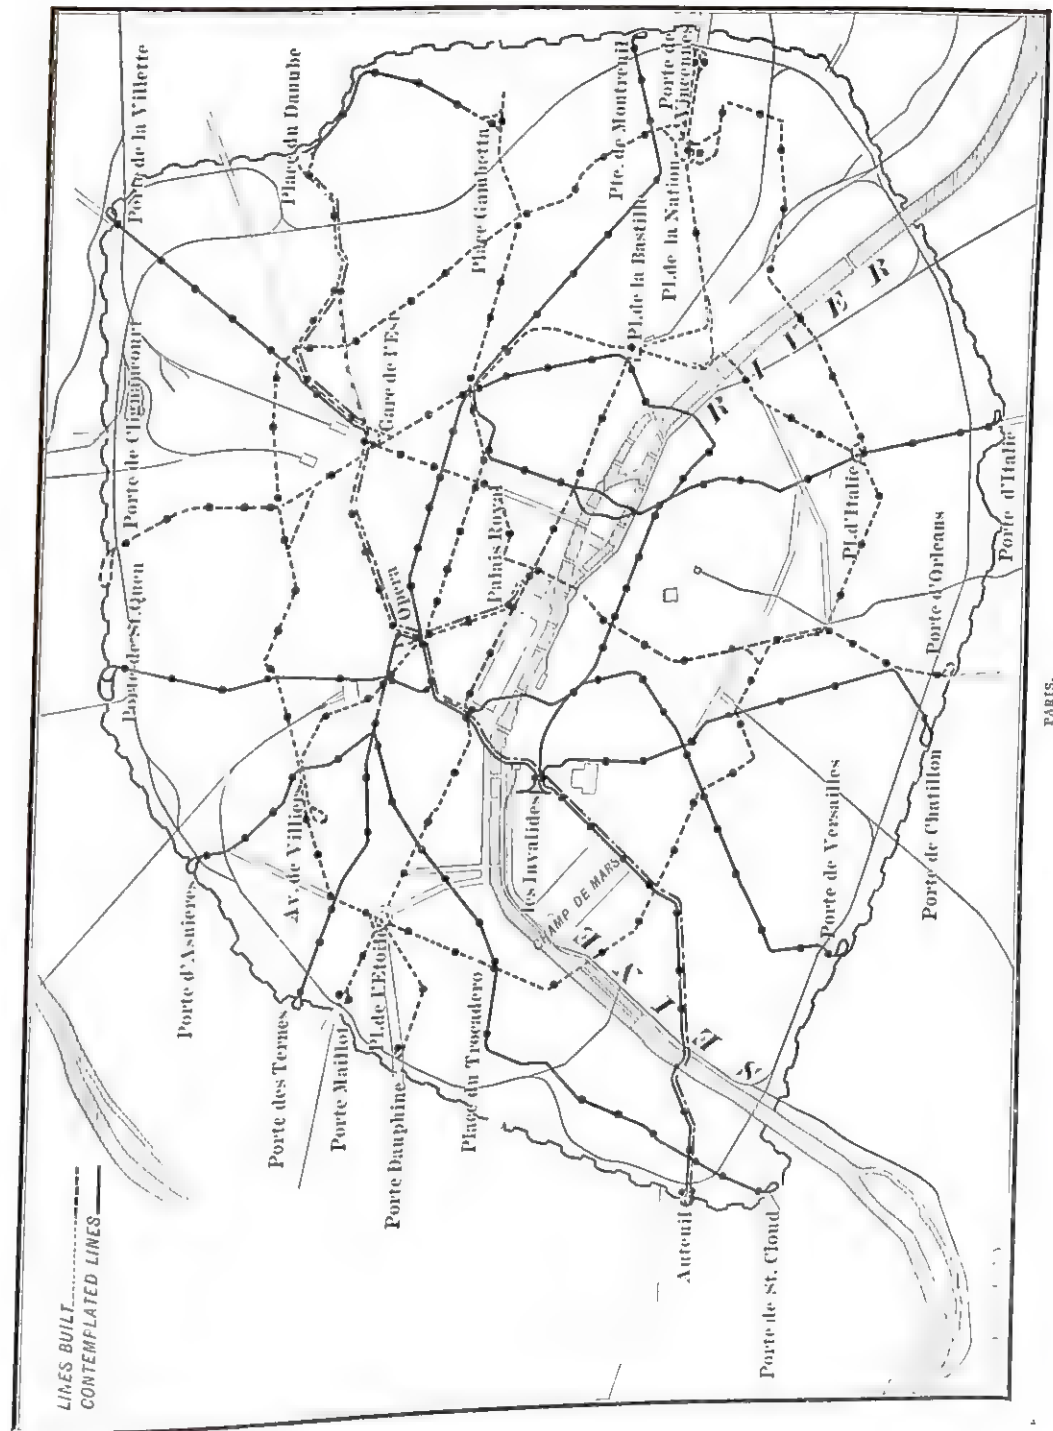 LINES BUILT
CONTEMPLATED LINES
Porte de la Villette
Place du Danube
Porte de Clignancourt
Porte de St. Ouen
Gare de l'Est
Place Gambetta
Pte. de Montreuil
Porte de
Vincennes
Pl. de la Bastille
Pl. de la Nation
RIVER
Palais Royal
l'Opera
Av. de Villiers
Porte d'Asnieres
Porte des Ternes
Porte Maillot
Pl. de l'Etoile
Porte Dauphine
Place du Trocadero
les Invalides
CHAMP DE MARS
SEINE
Auteuil
Porte de St. Cloud
Porte de Versailles
Porte de Chatillon
Porte d'Orleans
Pl. d'Italie
Porte d'Italie
PARIS.